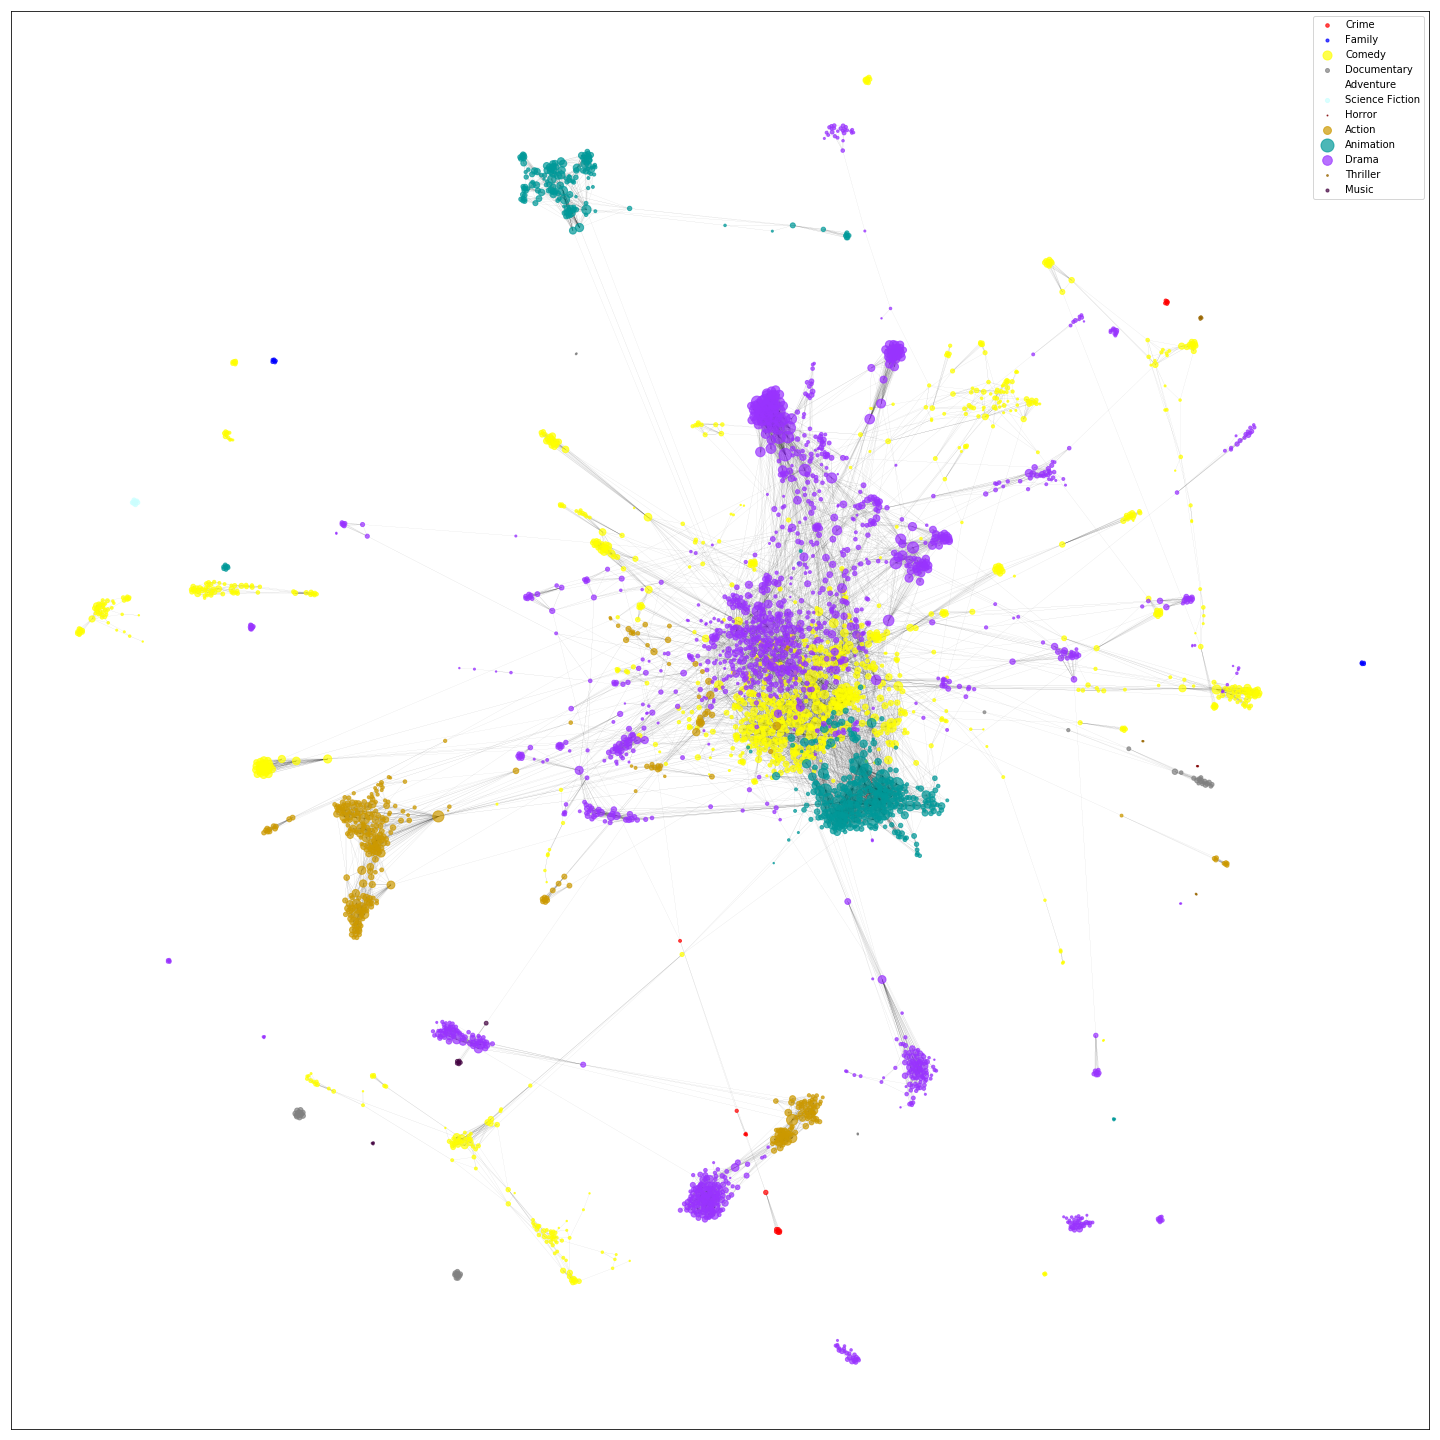 Crime
Family
Comedy
Documentary
Adventure
Science Fiction
Horror
Action
Animation
Drama
Thriller
Music